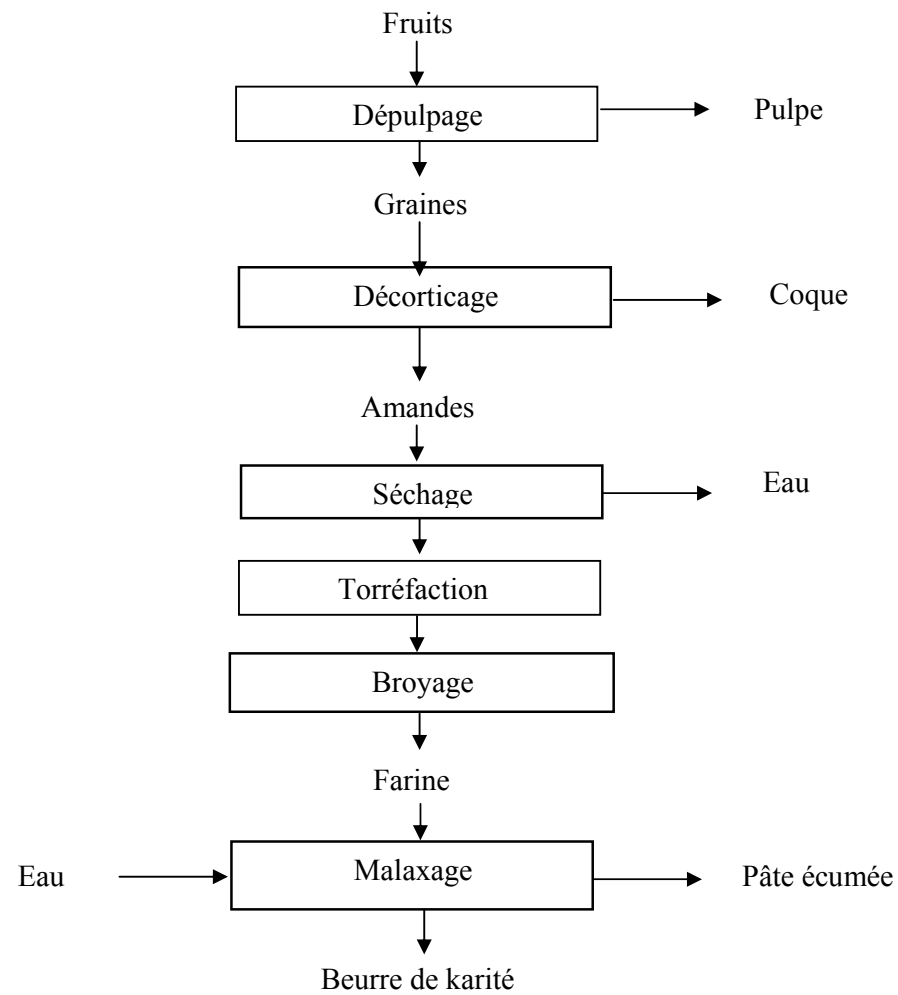 Fruits
Dépulpage
Pulpe
Graines
Décorticage
Coque
Amandes
Séchage
Eau
Torréfaction
Broyage
Farine
Eau
Malaxage
Pâte écumée
Beurre de karité